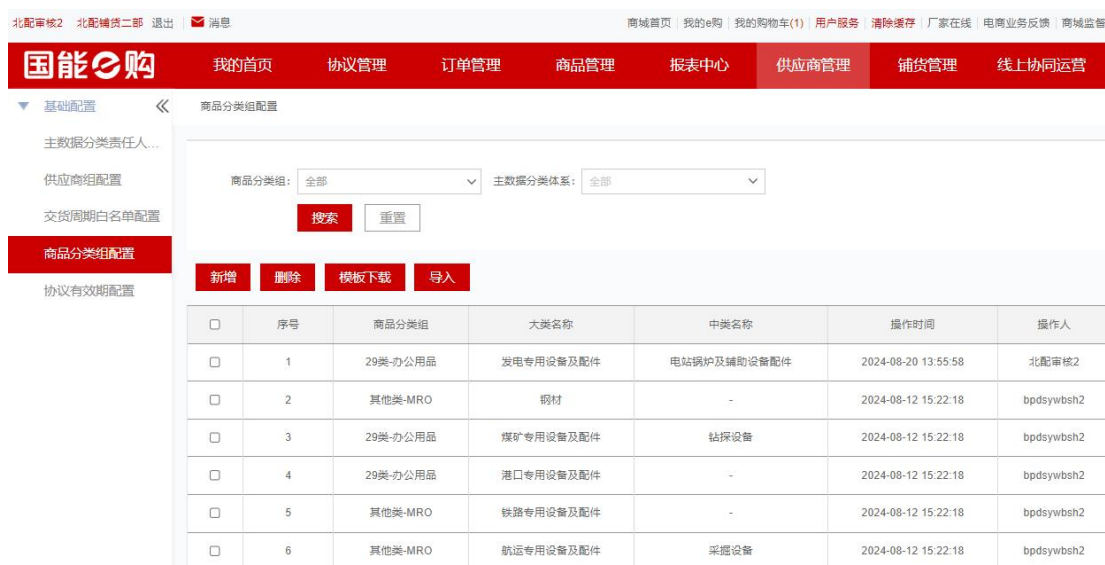 北配审核2 北配铺货二部 退出 消息 商城首页 我的e购 我的购物车(1) 用户服务 清除缓存 厂家在线 电商业务反馈 商城监督
国能e购 我的首页 协议管理 订单管理 商品管理 报表中心 供应商管理 铺货管理 线上协同运营
基础配置 商品分类组配置
主数据分类责任人...
供应商组配置 商品分类组: 全部 主数据分类体系: 全部
交货周期白名单配置 搜索 重置
商品分类组配置
新增 删除 模板下载 导入
协议有效期配置
序号 商品分类组 大类名称 中类名称 操作时间 操作人
1 29类-办公用品 发电专用设备及配件 电站锅炉及辅助设备配件 2024-08-20 13:55:58 北配审核2
2 其他类-MRO 钢材 - 2024-08-12 15:22:18 bpdsywbsh2
3 29类-办公用品 煤矿专用设备及配件 钻探设备 2024-08-12 15:22:18 bpdsywbsh2
4 29类-办公用品 港口专用设备及配件 - 2024-08-12 15:22:18 bpdsywbsh2
5 其他类-MRO 铁路专用设备及配件 - 2024-08-12 15:22:18 bpdsywbsh2
6 其他类-MRO 航运专用设备及配件 采掘设备 2024-08-12 15:22:18 bpdsywbsh2